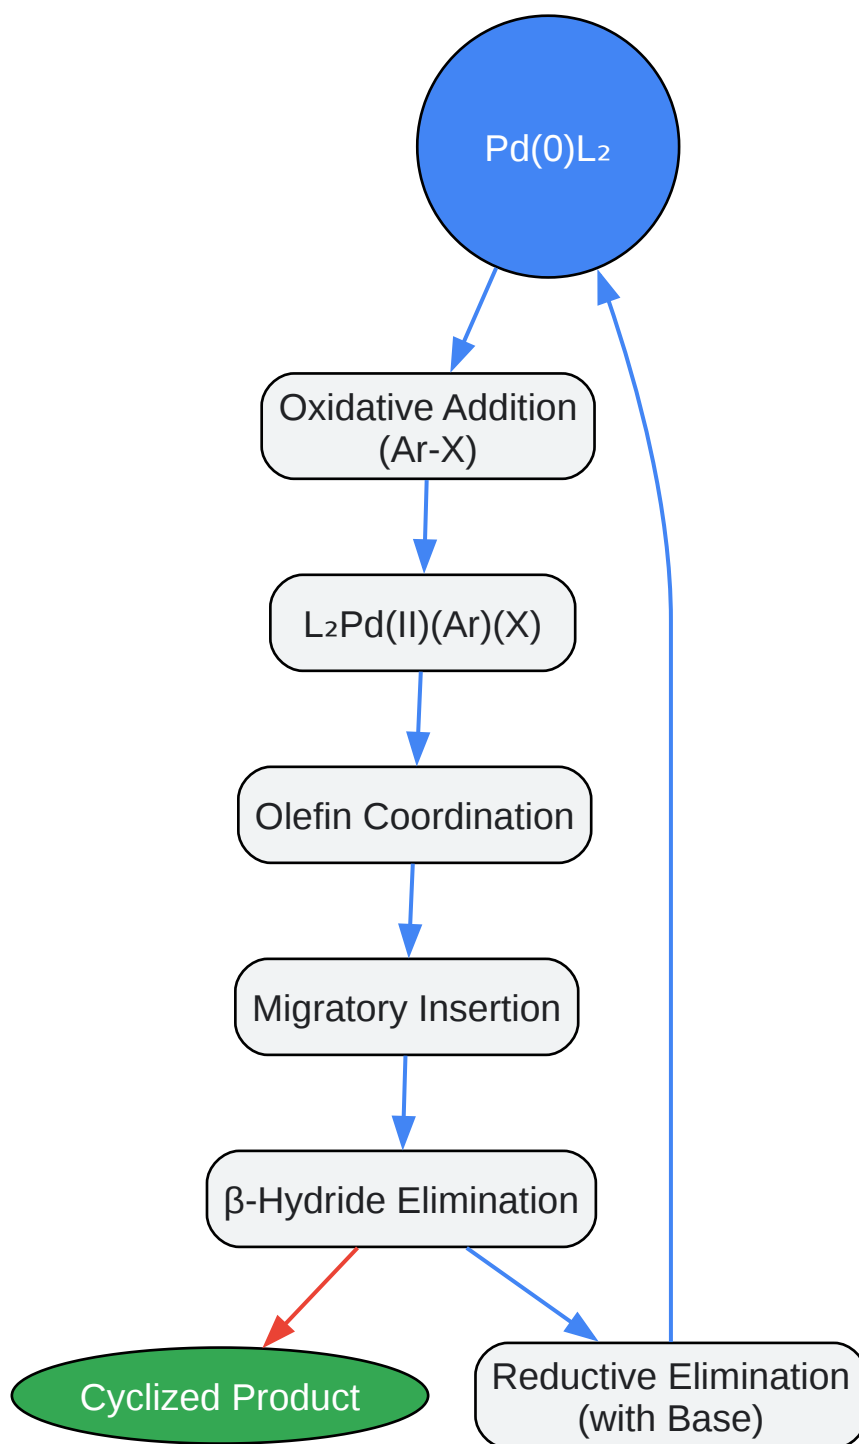 Pd(0)L₂
Oxidative Addition
(Ar-X)
L₂Pd(II)(Ar)(X)
Olefin Coordination
Migratory Insertion
β-Hydride Elimination
Cyclized Product
Reductive Elimination
(with Base)